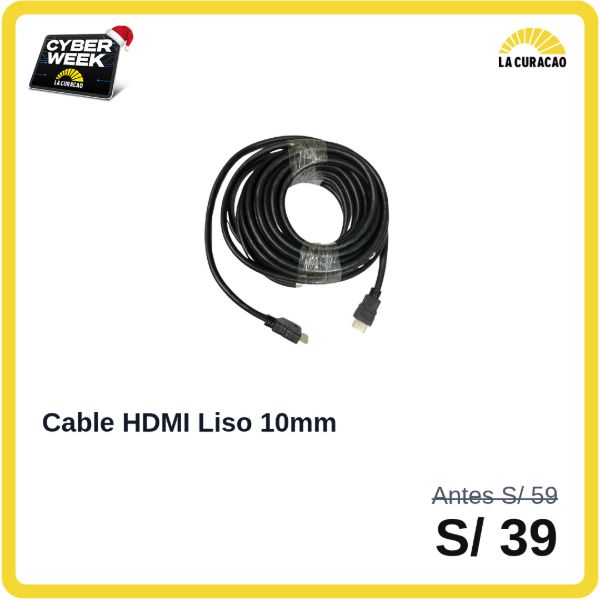 CYBER
WEEK
LA CURACAO
LA CURACAO
Cable HDMI Liso 10mm
Antes S/ 59
S/ 39